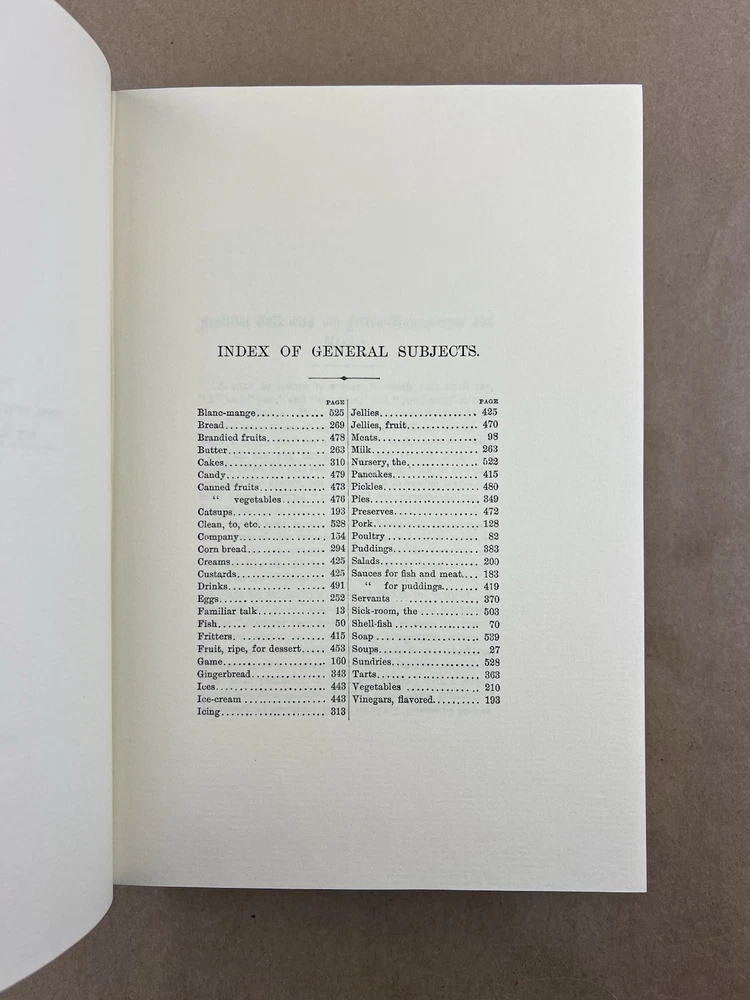 INDEX OF GENERAL SUBJECTS.
PAGE
Blanc-mange.............. 525
Bread..................... 269
Brandied fruits............ 478
Butter.............. .. 263
Cakes..................... 310
Candy..................... 479
Canned fruits.............. 473
“ vegetables......... 476
Catsups....... .......... 193
Clean, to, etc.............. 528
Company.................. 154
Corn bread........ ...... 294
Creams.................... 425
Custards........... ...... 425
Drinks.................... 491
Eggs.............. ...... 252
Familiar talk.............. 13
Fish...... ............... 50
Fritters. ...... .......... 415
Fruit, ripe, for dessert..... 453
Game..................... 160
Gingerbread............... 343
Ices...................... 443
Ice-cream ................ 443
Icing..................... 313
PAGE
Jellies.................... 425
Jellies, fruit............... 470
Meats............. ...... 98
Milk...................... 263
Nursery, the............... 522
Pancakes.................. 415
Pickles.................... 480
Pies...................... 349
Preserves.................. 472
Pork...................... 128
Poultry .................. 82
Puddings.................. 383
Salads..................... 200
Sauces for fish and meat.... 183
“ for puddings........ 419
Servants .............. 370
Sick-room, the ............ 503
Shell-fish ................. 70
Soap ..................... 539
Soups..................... 27
Sundries................... 528
Tarts...................... 363
Vegetables ............... 210
Vinegars, flavored.......... 193